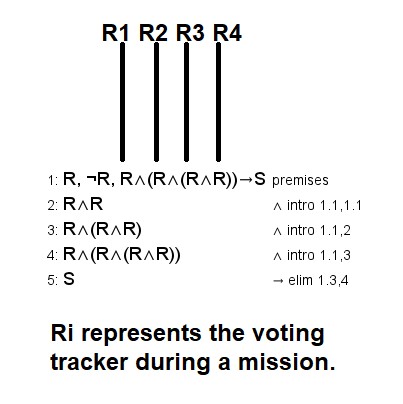 R1 R2 R3 R4
1: R, ¬R, R∧(R∧(R∧R))→S premises
2: R∧R ∧ intro 1.1,1.1
3: R∧(R∧R) ∧ intro 1.1,2
4: R∧(R∧(R∧R)) ∧ intro 1.1,3
5: S → elim 1.3,4
Ri represents the voting
tracker during a mission.